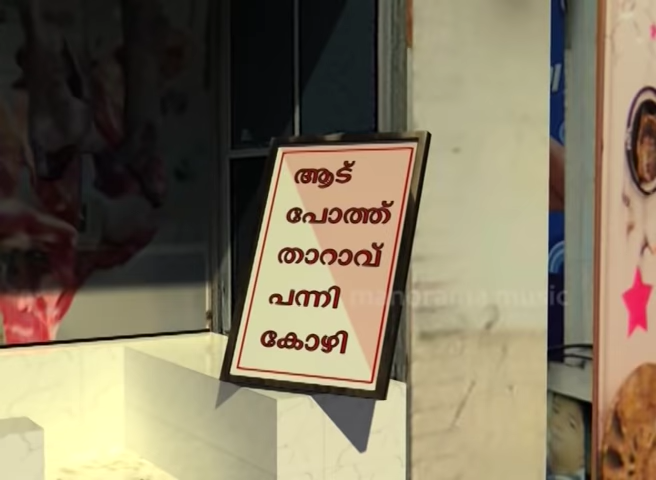 ആട്
പോത്ത്
താറാവ്
പന്നി
കോഴി
manorama music